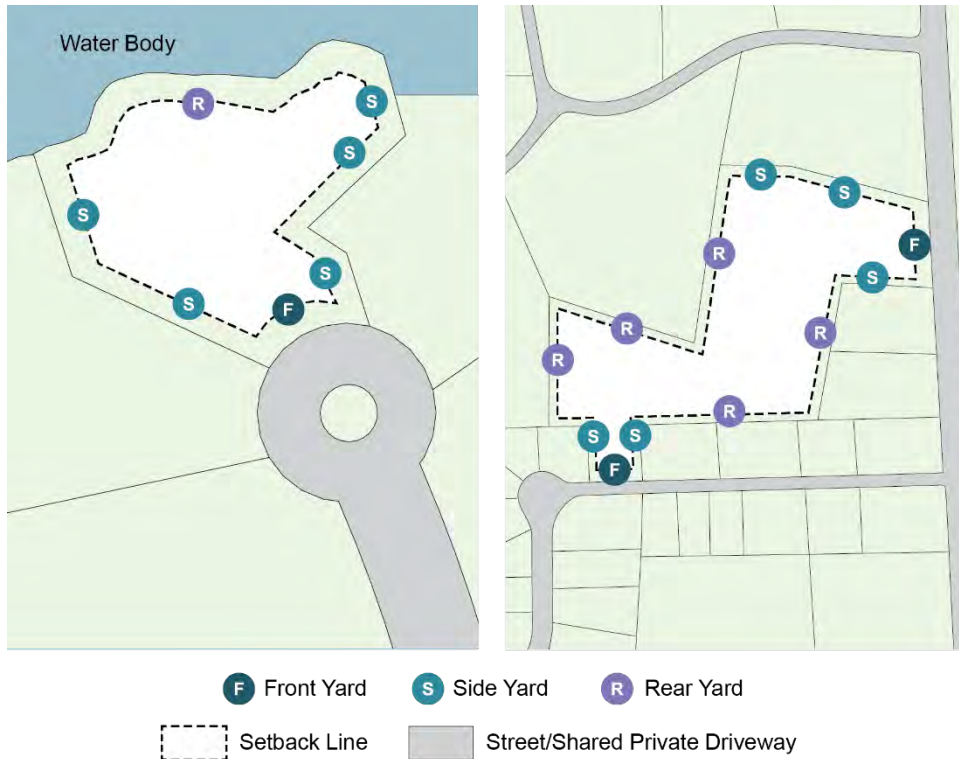 Water Body
R
S
S
S
S
S
F
S
S
R
F
S
R
R
R
R
S
S
F
F Front Yard
S Side Yard
R Rear Yard
Setback Line
Street/Shared Private Driveway